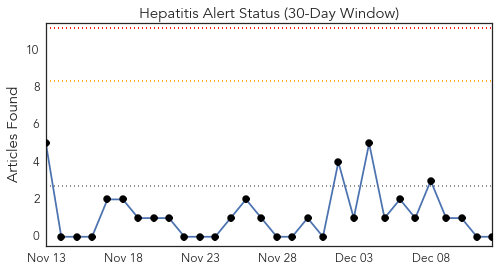 Hepatitis Alert Status (30-Day Window)
Articles Found
10
8
6
4
2
0
Nov 13 Nov 18 Nov 23 Nov 28 Dec 03 Dec 08